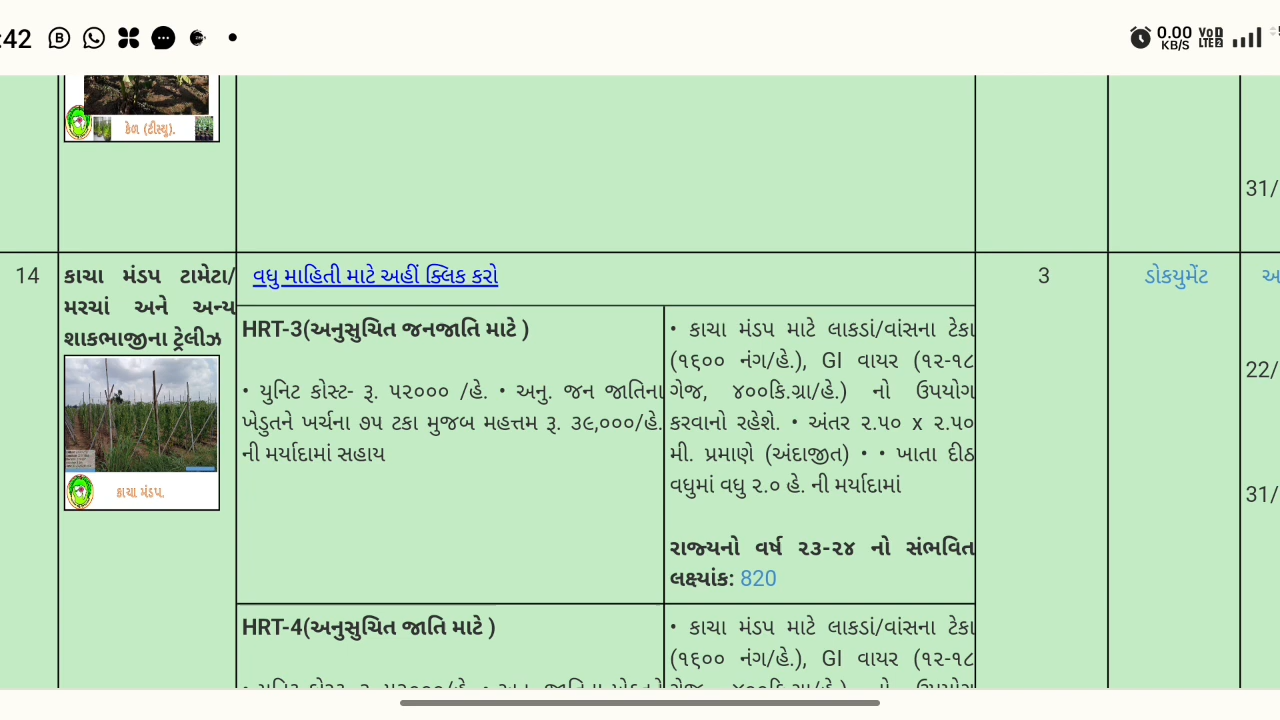 :42
0.00
KB/S
કેળ (ટીસ્યુ).
31/
14
કાચા મંડપ ટામેટા/
મરચાં અને અન્ય
શાકભાજીના ટ્રેલીઝ
કાચા મંડપ.
વધુ માહિતી માટે અહીં ક્લિક કરો
HRT-3(અનુસુચિત જનજાતિ માટે )
• યુનિટ કોસ્ટ- રૂ. ૫૨૦૦૦ /હે. • અનુ. જન જાતિના
ખેડુતને ખર્ચના ૭૫ ટકા મુજબ મહત્તમ રૂ. ૩૯,૦૦૦/હે.
ની મર્યાદામાં સહાય
• કાચા મંડપ માટે લાકડાં/વાંસના ટેકા
(૧૬૦૦ નંગ/હે.), GI વાયર (૧૨-૧૮
ગેજ, ૪૦૦કિ.ગ્રા/હે.) નો ઉપયોગ
કરવાનો રહેશે. • અંતર ૨.૫૦ x ૨.૫૦
મી. પ્રમાણે (અંદાજીત) • • ખાતા દીઠ
વધુમાં વધુ ૨.૦ હે. ની મર્યાદામાં
રાજ્યનો વર્ષ ૨૩-૨૪ નો સંભવિત
લક્ષ્યાંક: 820
3
ડોકયુમેંટ
અ
22/
31/
HRT-4(અનુસુચિત જાતિ માટે )
• કાચા મંડપ માટે લાકડાં/વાંસના ટેકા
(૧૬૦૦ નંગ/હે.), GI વાયર (૧૨-૧૮